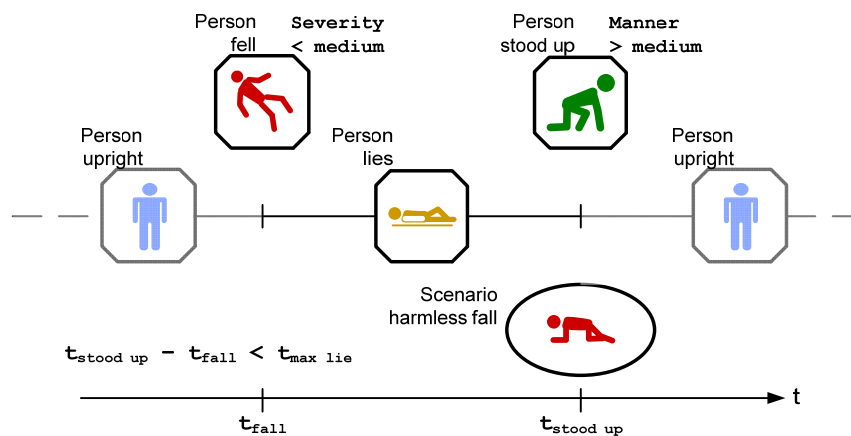 Person
fell
Severity
< medium
Person
stood up
Manner
> medium
Person
upright
Person
lies
Person
upright
Scenario
harmless fall
tstood up - tfall < tmax lie
t
tfall
tstood up